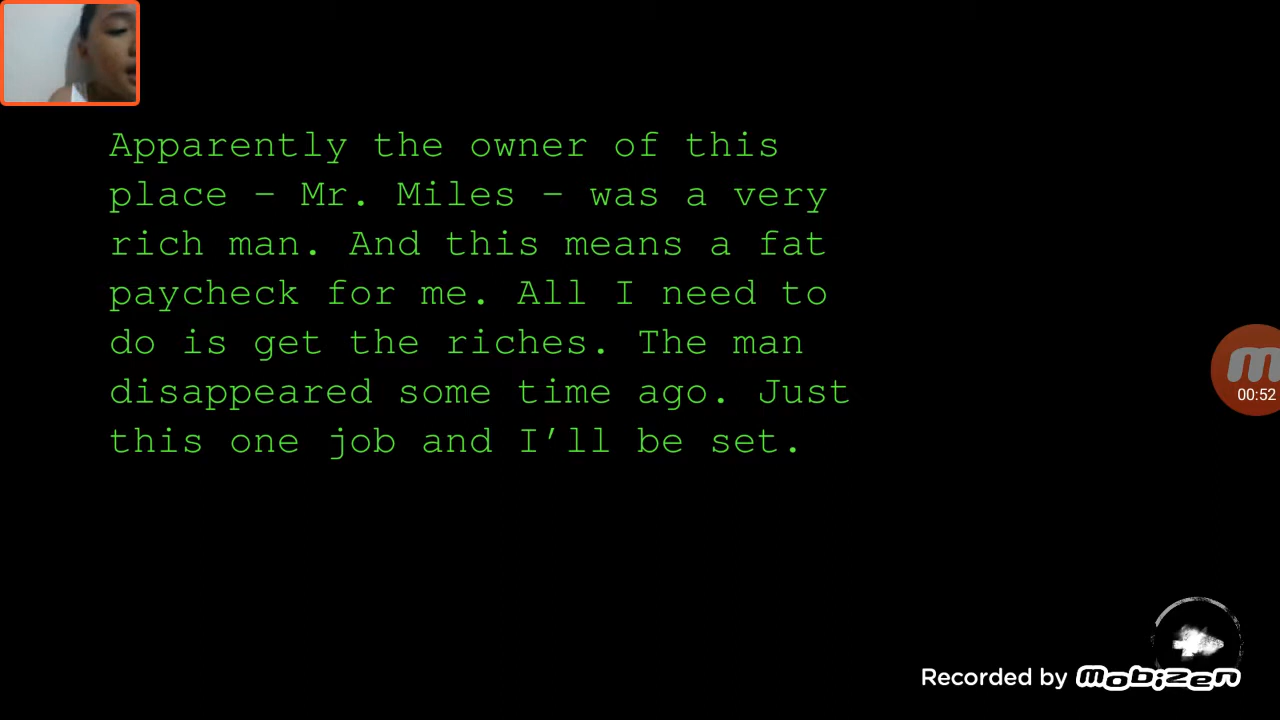 Apparently the owner of this
place – Mr. Miles – was a very
rich man. And this means a fat
paycheck for me. All I need to
do is get the riches. The man
disappeared some time ago. Just
this one job and I’ll be set.
00:52
Recorded by mobizen